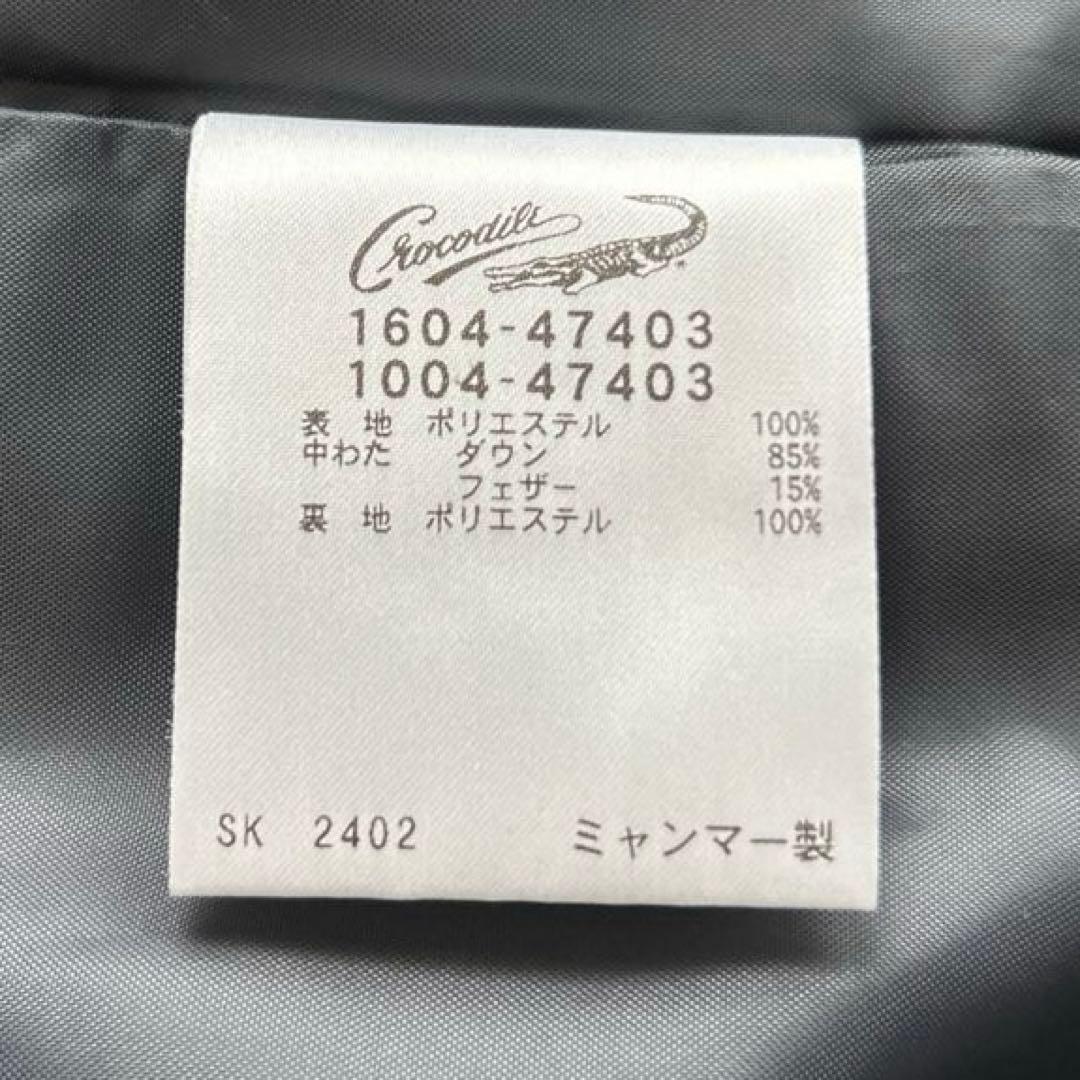 Crocodile
1604-47403
1004-47403
表 地 ポリエステル 100%
中わた ダウン 85%
フェザー 15%
裏 地 ポリエステル 100%
SK 2402 ミャンマー製